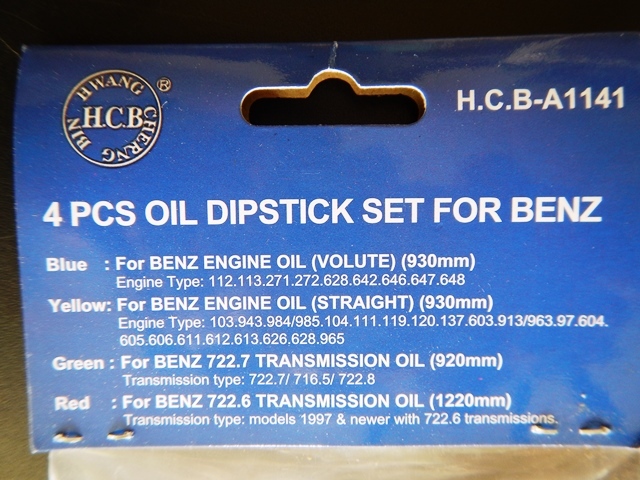 HWANG CHERNG BIN
H.C.B ®
H.C.B-A1141
4 PCS OIL DIPSTICK SET FOR BENZ
Blue : For BENZ ENGINE OIL (VOLUTE) (930mm)
Engine Type: 112.113.271.272.628.642.646.647.648
Yellow: For BENZ ENGINE OIL (STRAIGHT) (930mm)
Engine Type: 103.943.984/985.104.111.119.120.137.603.913/963.97.604.
605.606.611.612.613.626.628.965
Green : For BENZ 722.7 TRANSMISSION OIL (920mm)
Transmission type: 722.7/ 716.5/ 722.8
Red : For BENZ 722.6 TRANSMISSION OIL (1220mm)
Transmission type: models 1997 & newer with 722.6 transmissions.